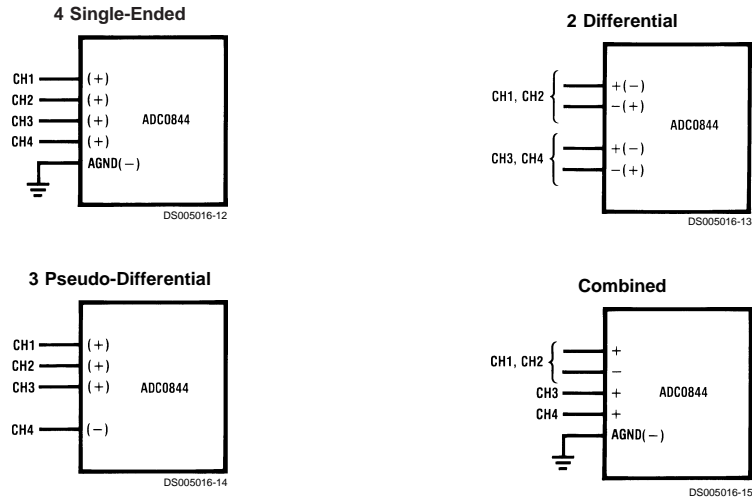 4 Single-Ended
CH1 (+)
CH2 (+)
CH3 (+)
CH4 (+)
AGND(−)
ADC0844
DS005016-12
2 Differential
CH1, CH2
+(−)
−(+)
CH3, CH4
+(−)
−(+)
ADC0844
DS005016-13
3 Pseudo-Differential
CH1 (+)
CH2 (+)
CH3 (+)
CH4 (−)
ADC0844
DS005016-14
Combined
CH1, CH2
+
−
CH3 +
CH4 +
AGND(−)
ADC0844
DS005016-15